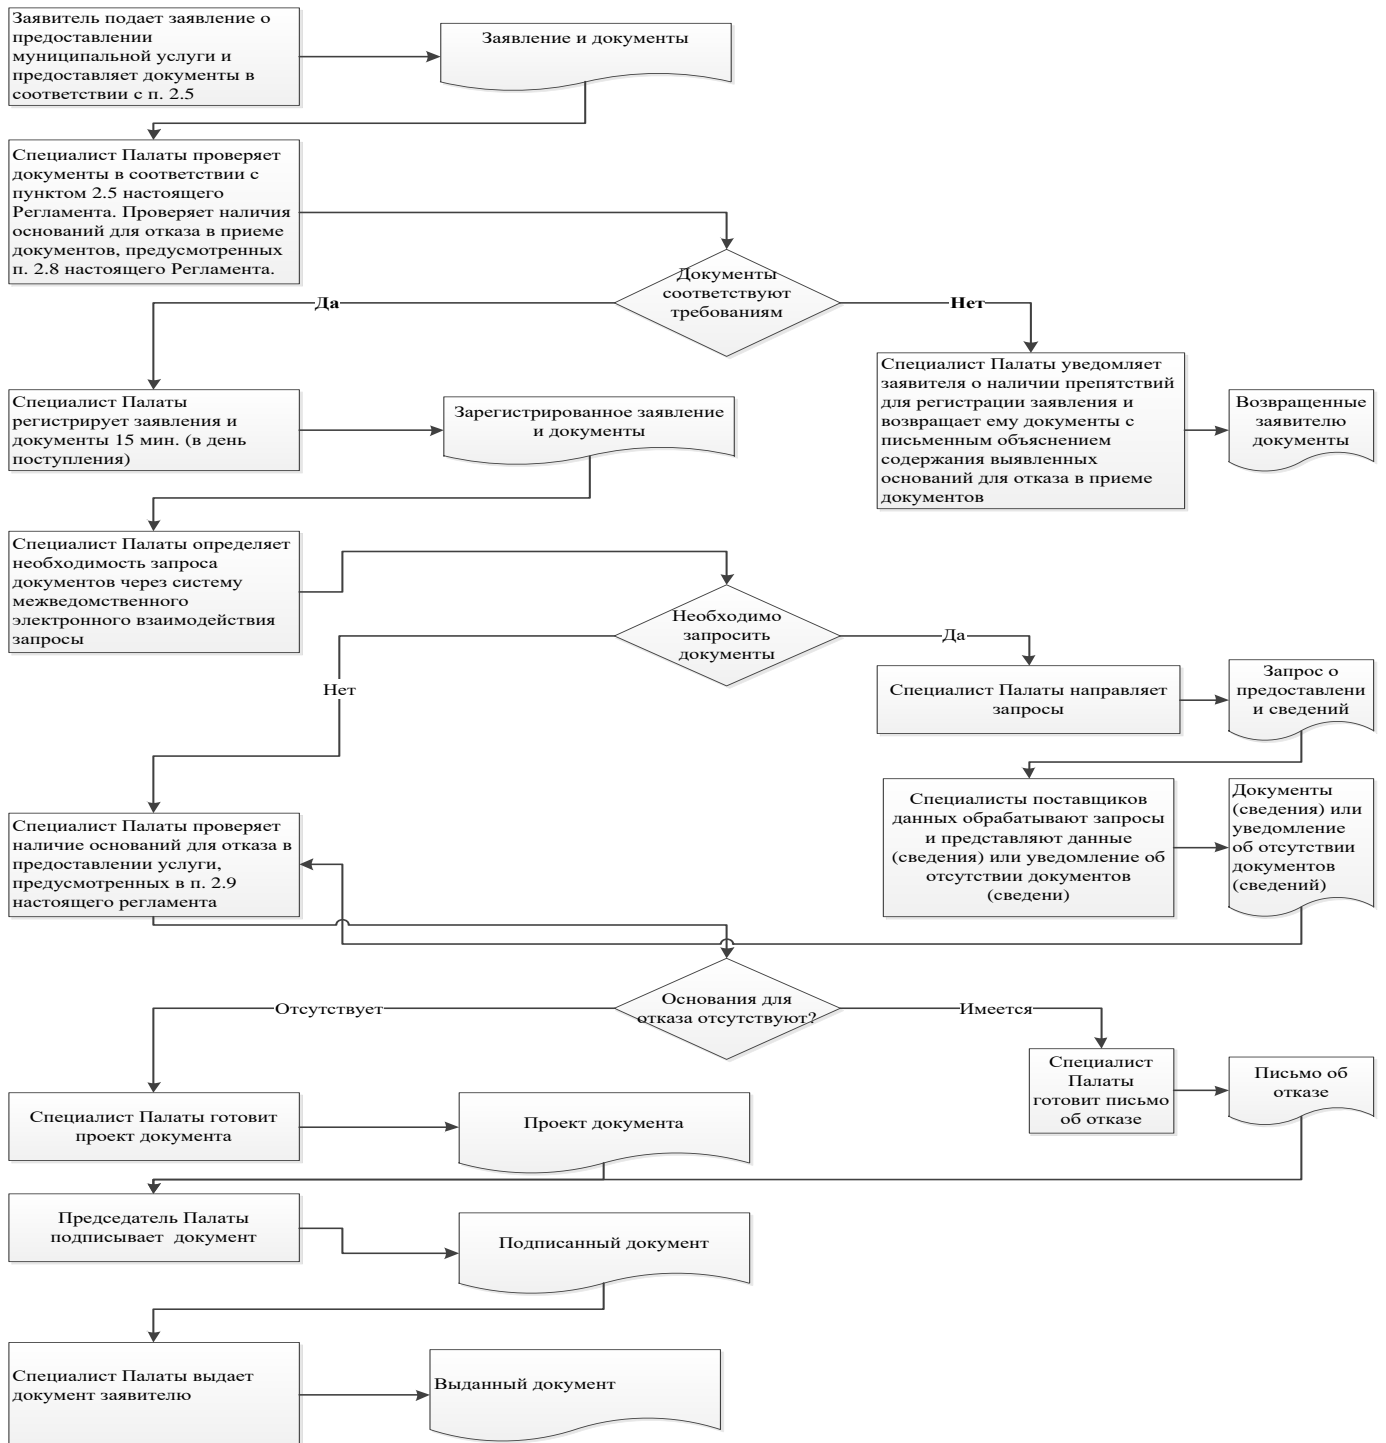 Заявитель подает заявление о
предоставлении
муниципальной услуги и
предоставляет документы в
соответствии с п. 2.5
Заявление и документы
Специалист Палаты проверяет
документы в соответствии с
пунктом 2.5 настоящего
Регламента. Проверяет наличия
оснований для отказа в приеме
документов, предусмотренных
п. 2.8 настоящего Регламента.
Документы
соответствуют
требованиям
Да
Нет
Специалист Палаты
регистрирует заявления и
документы 15 мин. (в день
поступления)
Зарегистрированное заявление
и документы
Специалист Палаты уведомляет
заявителя о наличии препятствий
для регистрации заявления и
возвращает ему документы с
письменным объяснением
содержания выявленных
оснований для отказа в приеме
документов
Возвращенные
заявителю
документы
Специалист Палаты определяет
необходимость запроса
документов через систему
межведомственного
электронного взаимодействия
запросы
Необходимо
запросить
документы
Да
Нет
Специалист Палаты направляет
запросы
Запрос о
предоставлени
и сведений
Специалисты поставщиков
данных обрабатывают запросы
и представляют данные
(сведения) или уведомление об
отсутствии документов
(сведени)
Документы
(сведения) или
уведомление
об отсутствии
документов
(сведений)
Специалист Палаты проверяет
наличие оснований для отказа в
предоставлении услуги,
предусмотренных в п. 2.9
настоящего регламента
Основания для
отказа отсутствуют?
Отсутствует
Имеется
Специалист
Палаты
готовит письмо
об отказе
Письмо об
отказе
Специалист Палаты готовит
проект документа
Проект документа
Председатель Палаты
подписывает  документ
Подписанный документ
Специалист Палаты выдает
документ заявителю
Выданный документ